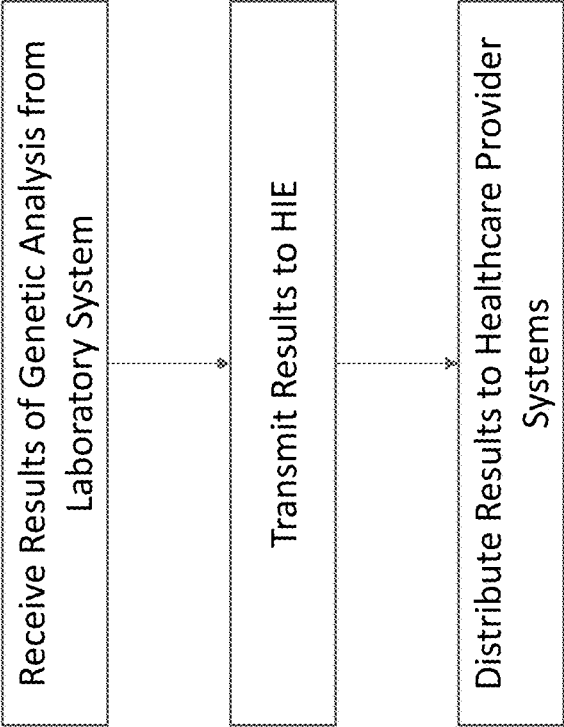 Receive Results of Genetic Analysis from
Laboratory System
Transmit Results to HIE
Distribute Results to Healthcare Provider
Systems